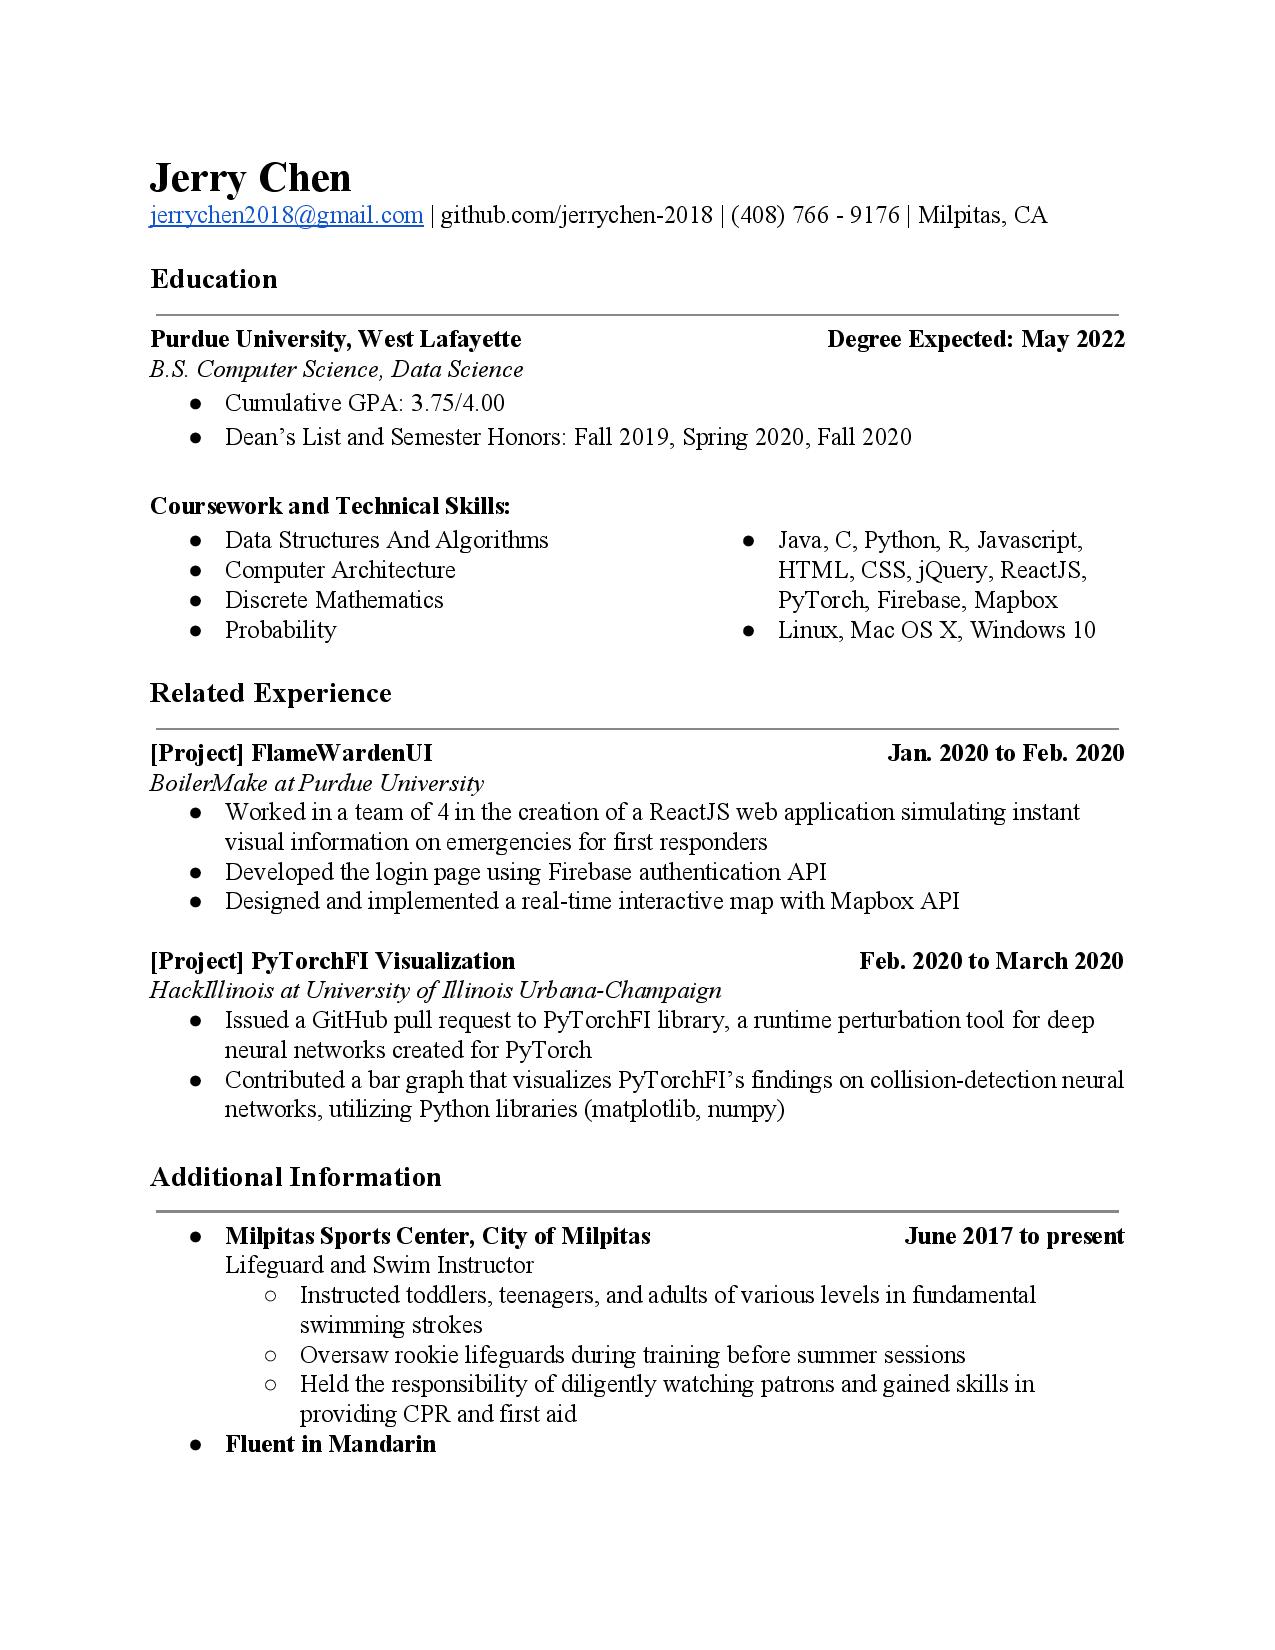 Jerry Chen
jerrychen2018@gmail.com | github.com/jerrychen-2018 | (408) 766 - 9176 | Milpitas, CA
Education
Purdue University, West Lafayette Degree Expected: May 2022
B.S. Computer Science, Data Science
● Cumulative GPA: 3.75/4.00
● Dean’s List and Semester Honors: Fall 2019, Spring 2020, Fall 2020
Coursework and Technical Skills:
● Data Structures And Algorithms
● Computer Architecture
● Discrete Mathematics
● Probability
● Java, C, Python, R, Javascript,
HTML, CSS, jQuery, ReactJS,
PyTorch, Firebase, Mapbox
● Linux, Mac OS X, Windows 10
Related Experience
[Project] FlameWardenUI Jan. 2020 to Feb. 2020
BoilerMake at Purdue University
● Worked in a team of 4 in the creation of a ReactJS web application simulating instant
visual information on emergencies for first responders
● Developed the login page using Firebase authentication API
● Designed and implemented a real-time interactive map with Mapbox API
[Project] PyTorchFI Visualization Feb. 2020 to March 2020
HackIllinois at University of Illinois Urbana-Champaign
● Issued a GitHub pull request to PyTorchFI library, a runtime perturbation tool for deep
neural networks created for PyTorch
● Contributed a bar graph that visualizes PyTorchFI’s findings on collision-detection neural
networks, utilizing Python libraries (matplotlib, numpy)
Additional Information
● Milpitas Sports Center, City of Milpitas June 2017 to present
Lifeguard and Swim Instructor
○ Instructed toddlers, teenagers, and adults of various levels in fundamental
swimming strokes
○ Oversaw rookie lifeguards during training before summer sessions
○ Held the responsibility of diligently watching patrons and gained skills in
providing CPR and first aid
● Fluent in Mandarin